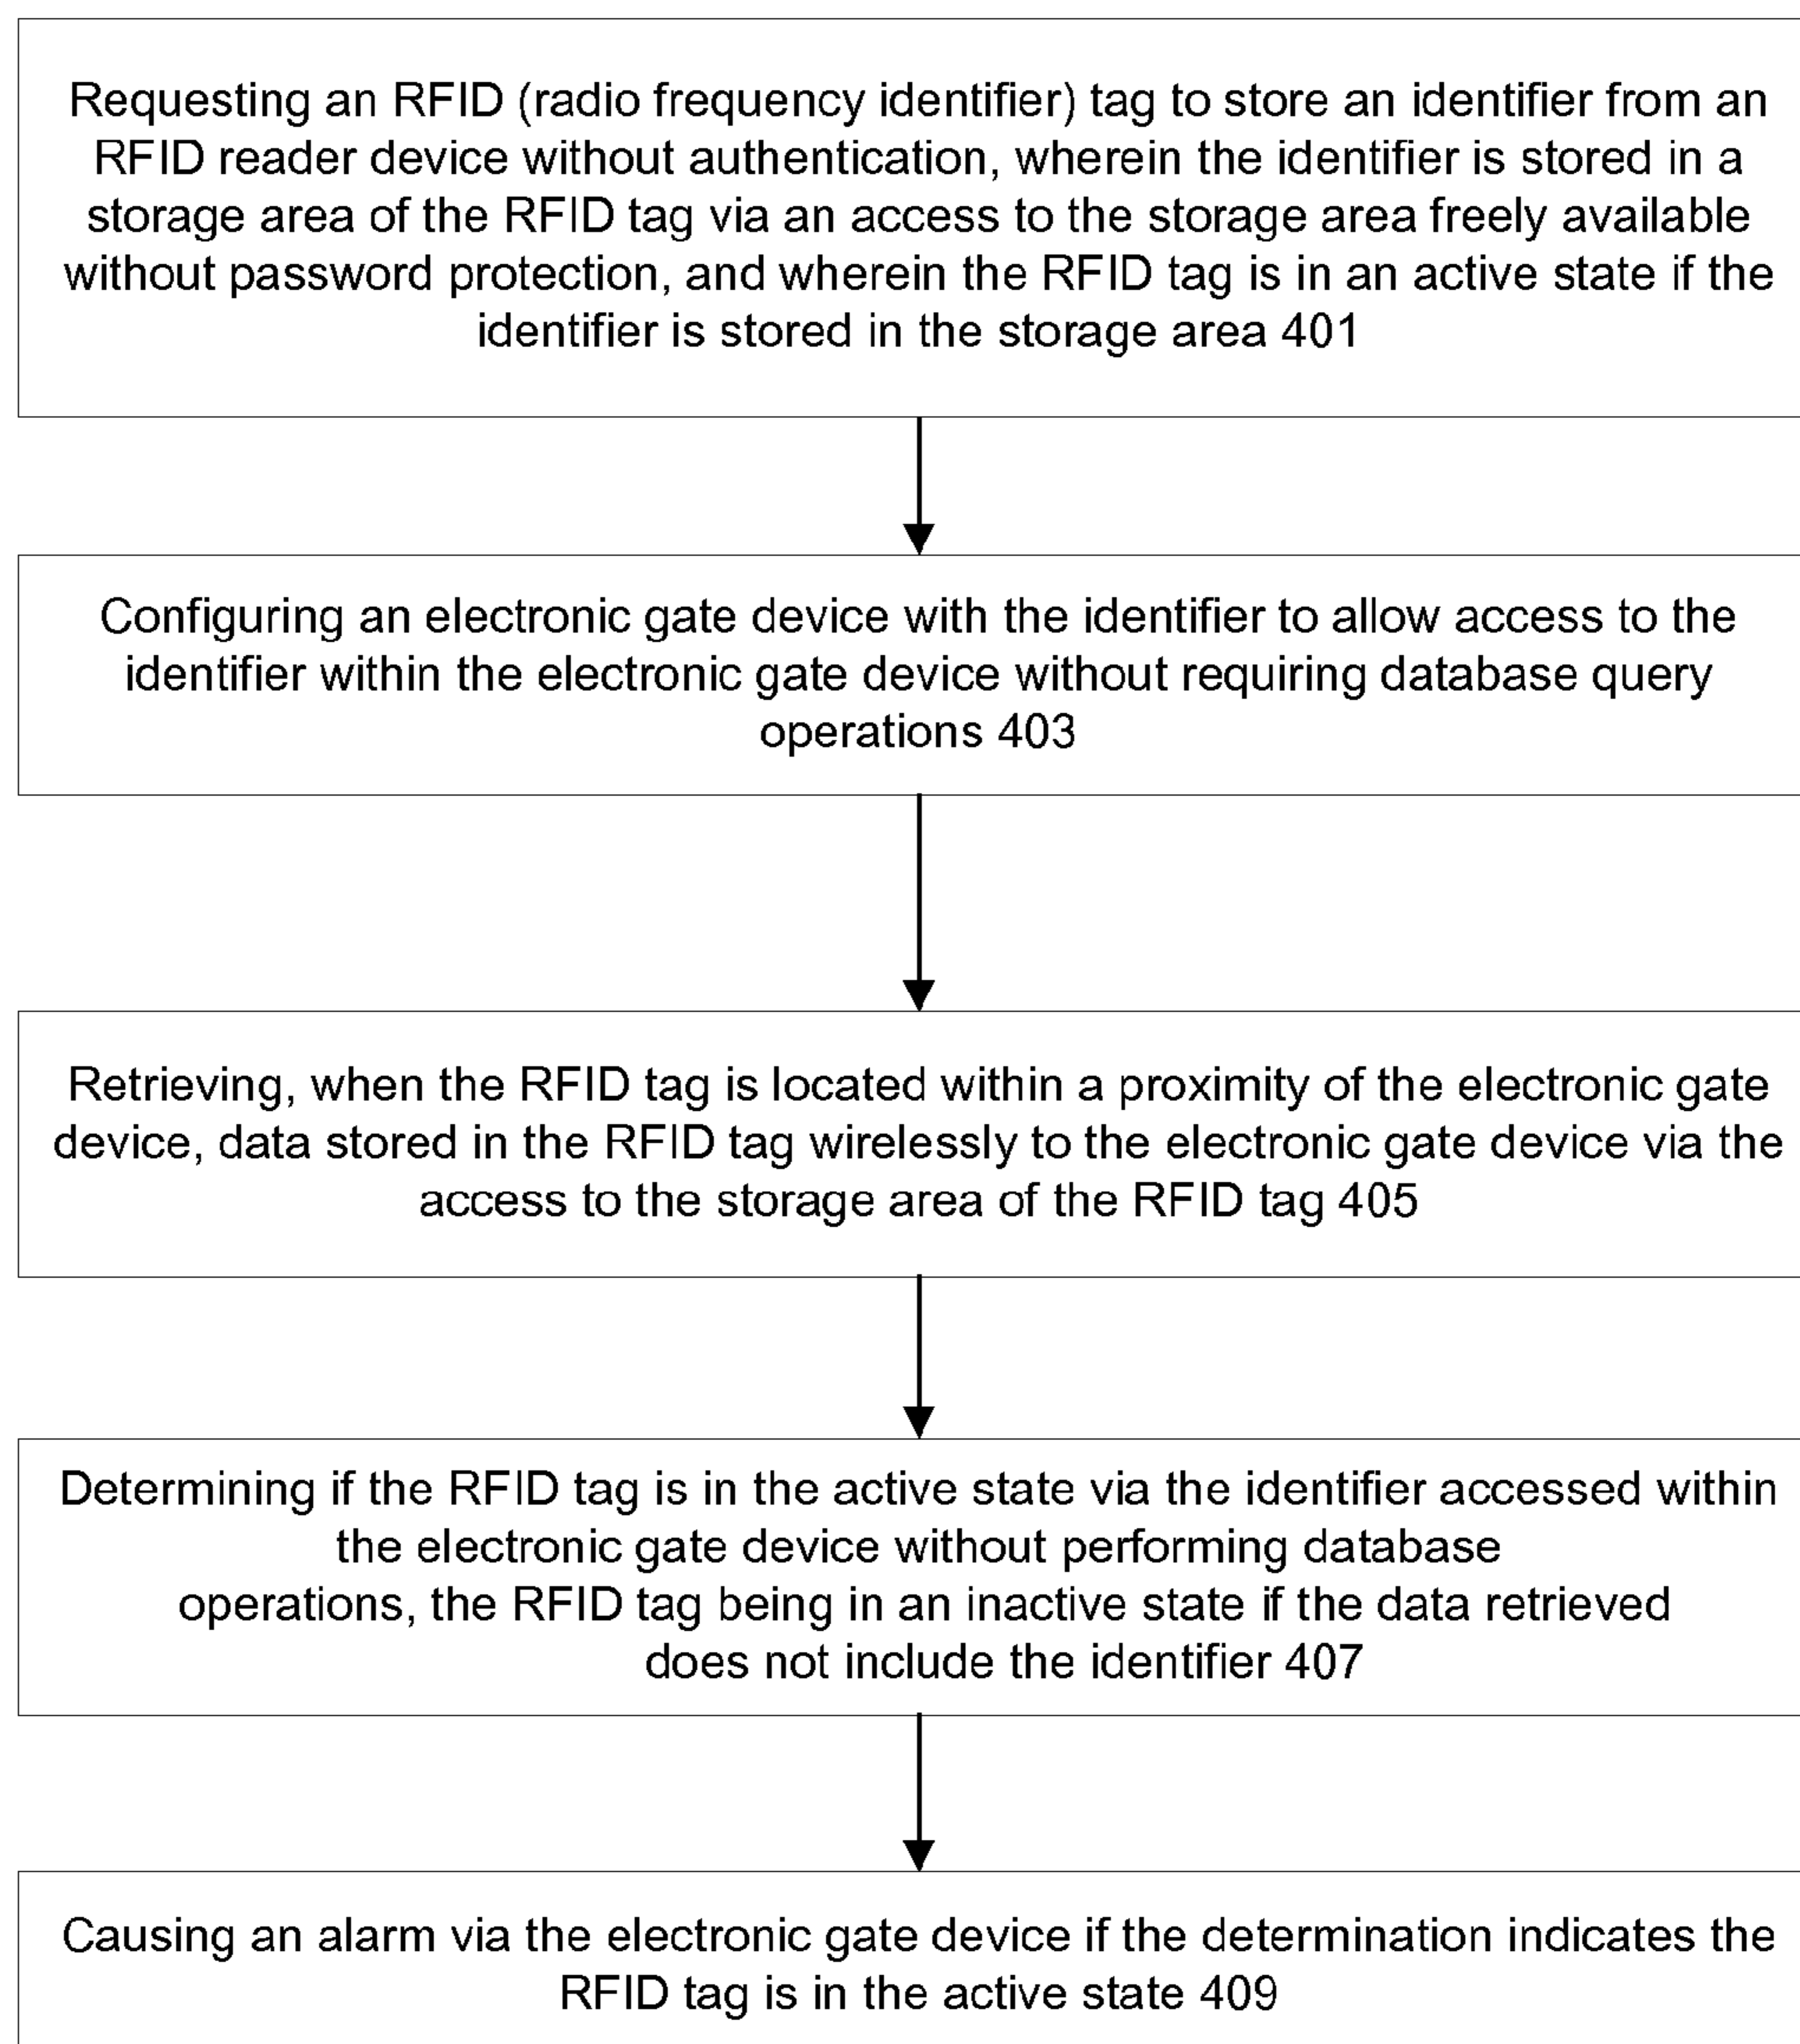 Requesting an RFID (radio frequency identifier) tag to store an identifier from an
RFID reader device without authentication, wherein the identifier is stored in a
storage area of the RFID tag via an access to the storage area freely available
without password protection, and wherein the RFID tag is in an active state if the
identifier is stored in the storage area 401
Configuring an electronic gate device with the identifier to allow access to the
identifier within the electronic gate device without requiring database query
operations 403
Retrieving, when the RFID tag is located within a proximity of the electronic gate
device, data stored in the RFID tag wirelessly to the electronic gate device via the
access to the storage area of the RFID tag 405
Determining if the RFID tag is in the active state via the identifier accessed within
the electronic gate device without performing database
operations, the RFID tag being in an inactive state if the data retrieved
does not include the identifier 407
Causing an alarm via the electronic gate device if the determination indicates the
RFID tag is in the active state 409